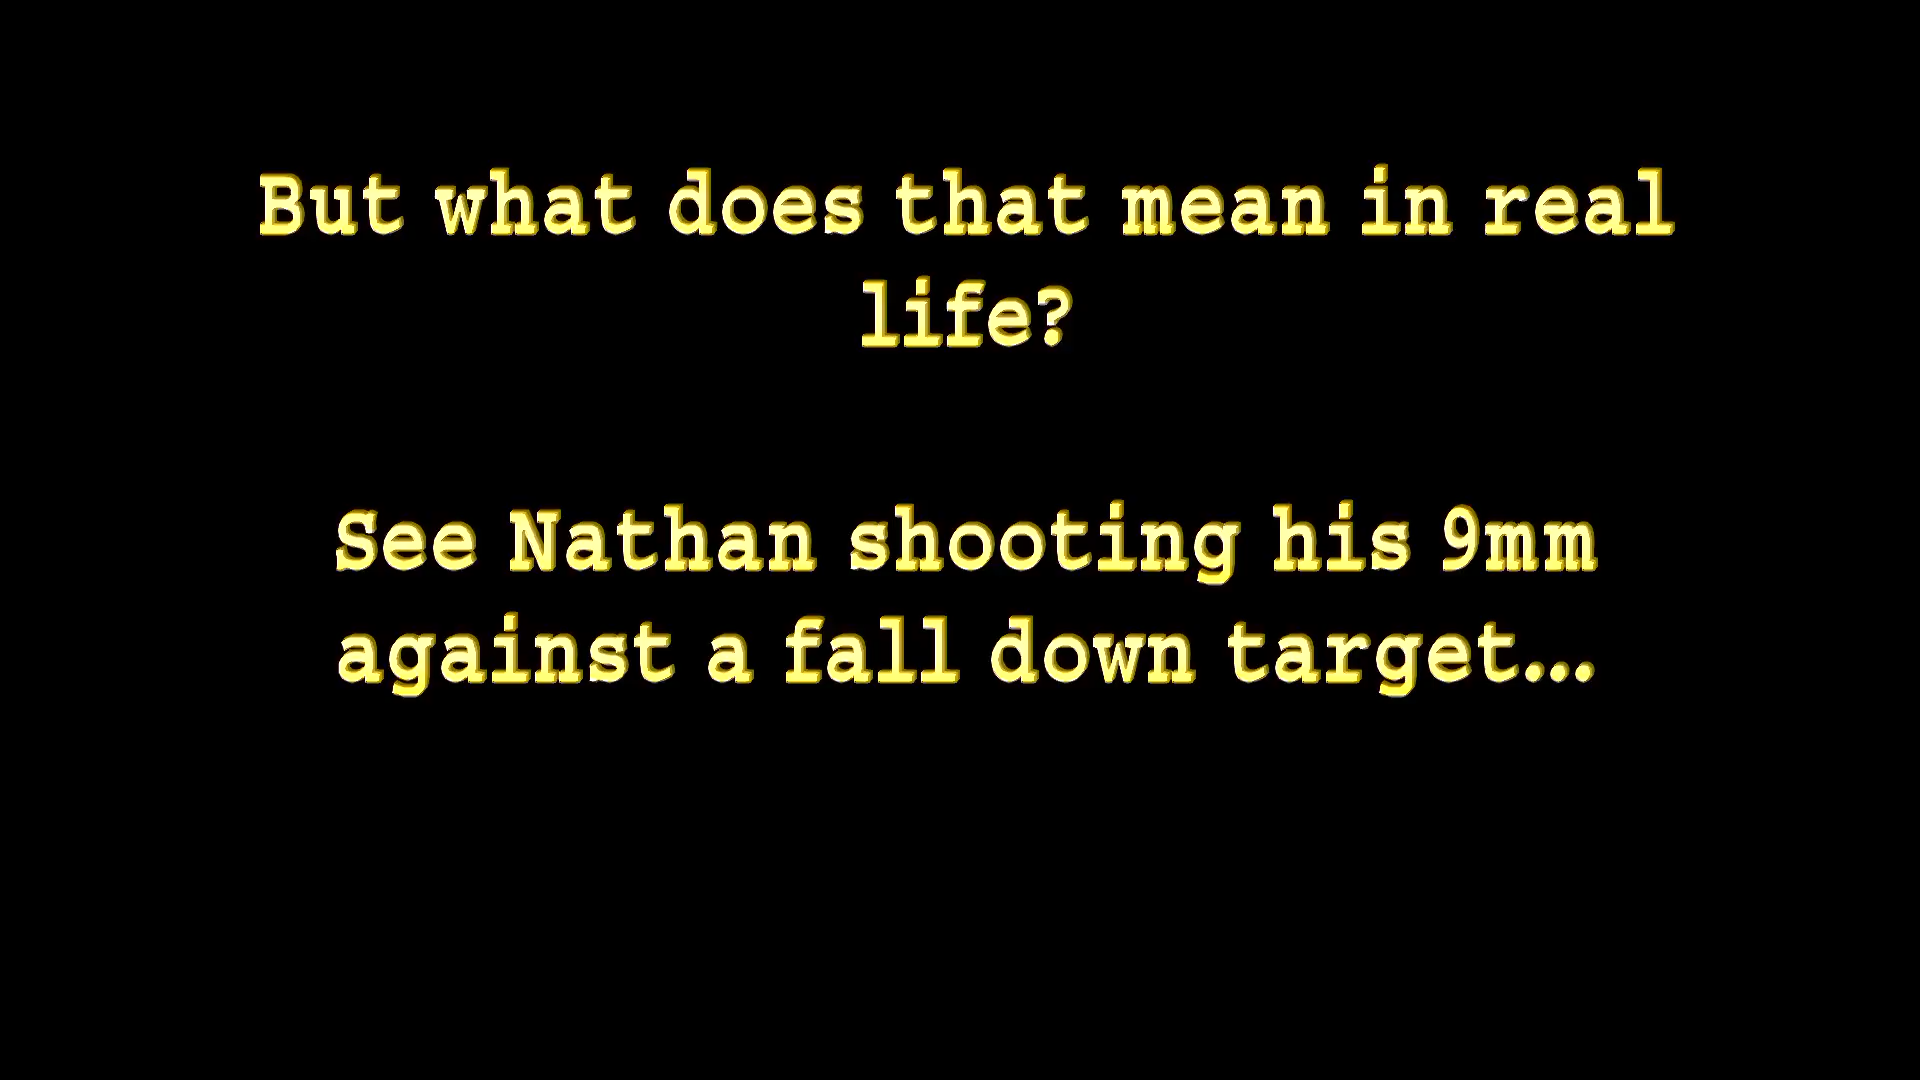 But what does that mean in real
life?
See Nathan shooting his 9mm
against a fall down target...